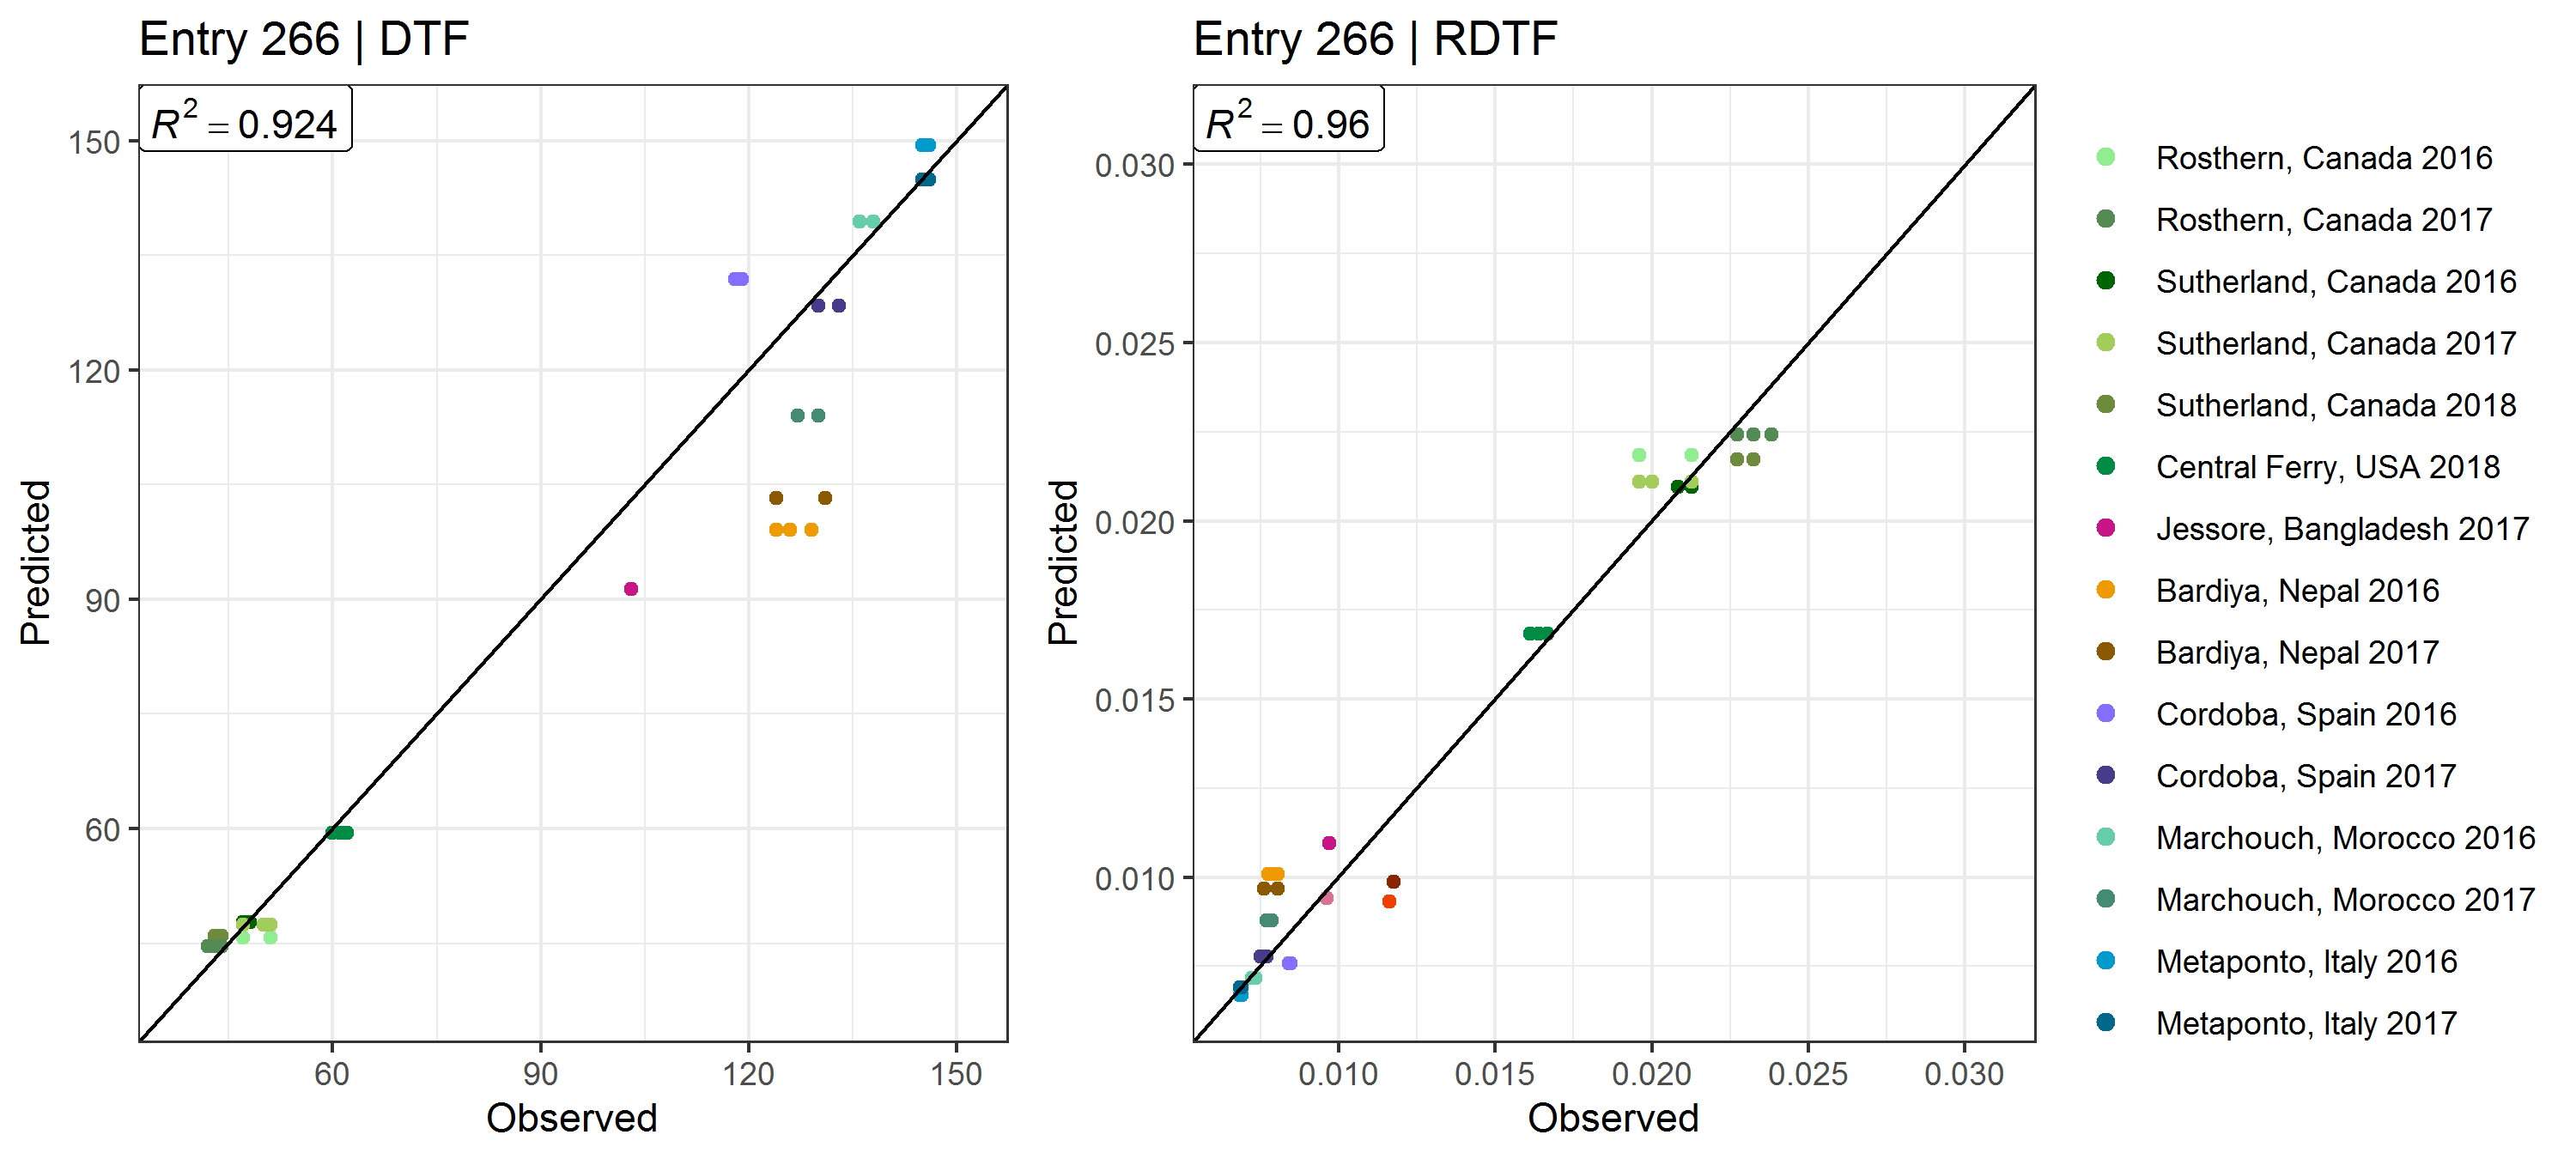 Entry 266 | DTF
R² = 0.924
150
120
90
60
Predicted
60 90 120 150
Observed
Entry 266 | RDTF
R² = 0.96
0.030
0.025
0.020
0.015
0.010
Predicted
0.010 0.015 0.020 0.025 0.030
Observed
Rosthern, Canada 2016
Rosthern, Canada 2017
Sutherland, Canada 2016
Sutherland, Canada 2017
Sutherland, Canada 2018
Central Ferry, USA 2018
Jessore, Bangladesh 2017
Bardiya, Nepal 2016
Bardiya, Nepal 2017
Cordoba, Spain 2016
Cordoba, Spain 2017
Marchouch, Morocco 2016
Marchouch, Morocco 2017
Metaponto, Italy 2016
Metaponto, Italy 2017